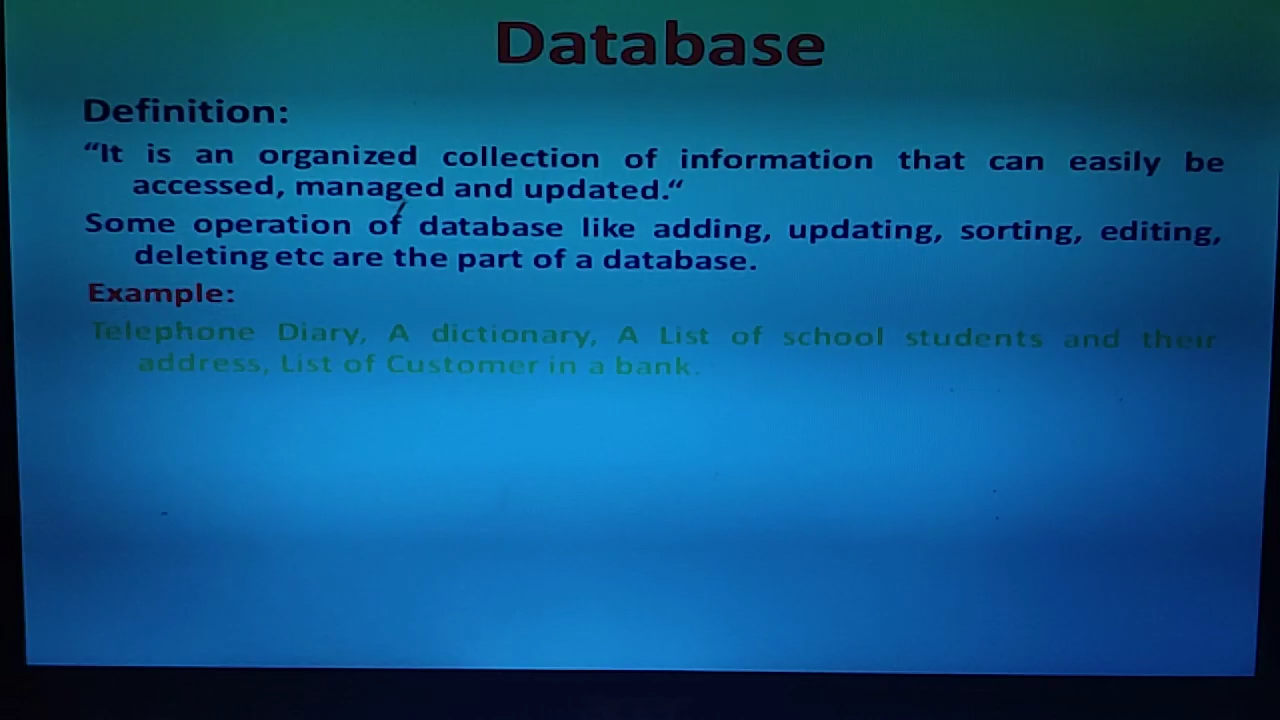 Database
Definition:
“It is an organized collection of information that can easily be
accessed, managed and updated.“
Some operation of database like adding, updating, sorting, editing,
deleting etc are the part of a database.
Example:
Telephone Diary, A dictionary, A List of school students and their
address, List of Customer in a bank.